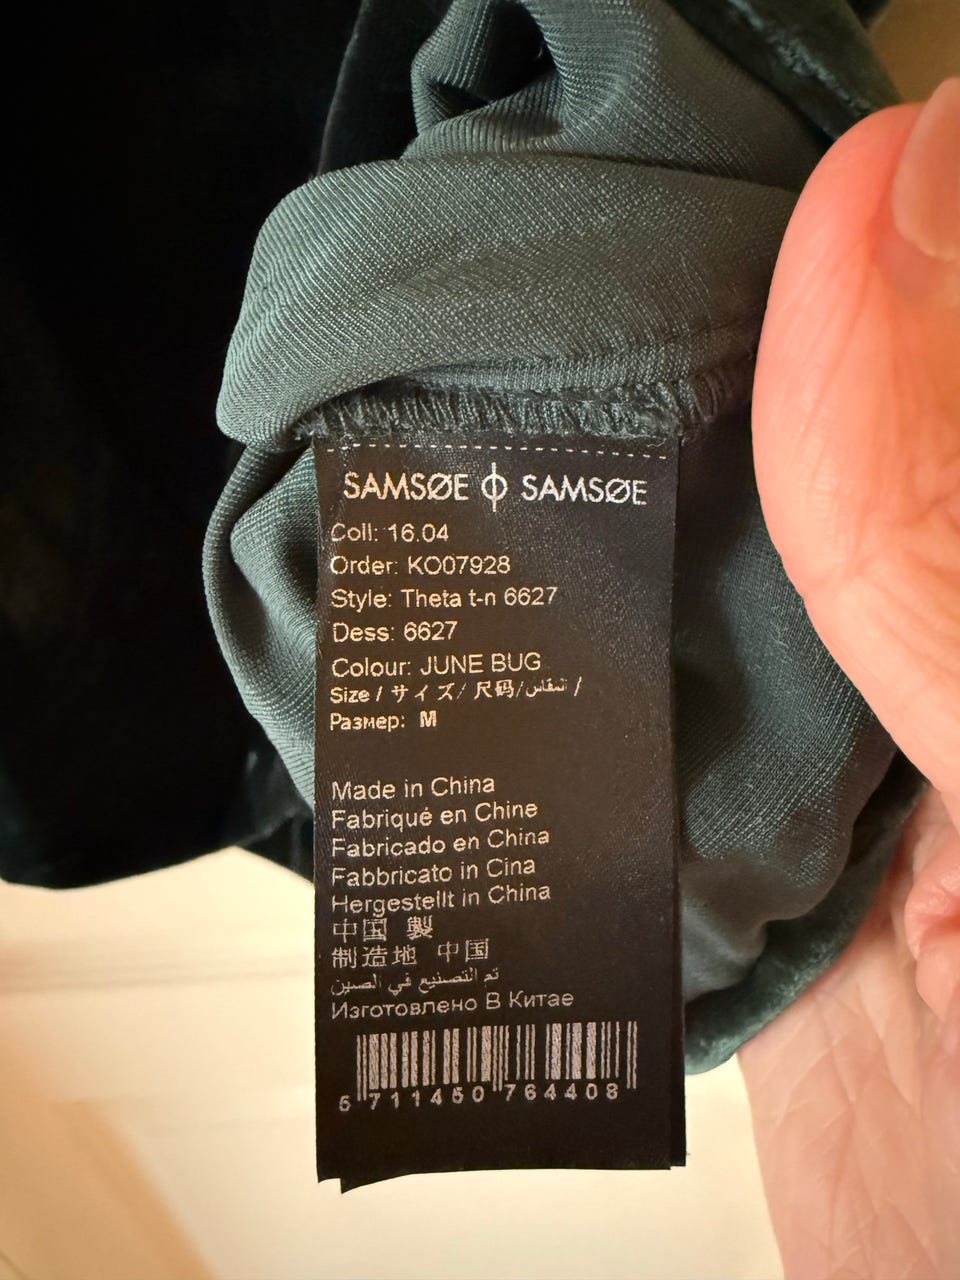 SAMSØE ϕ SAMSØE
Coll: 16.04
Order: KO07928
Style: Theta t-n 6627
Dess: 6627
Colour: JUNE BUG
Size / サイズ/ 尺码/ المقاس /
Размер: M
Made in China
Fabriqué en Chine
Fabricado en China
Fabbricato in Cina
Hergestellt in China
中国 製
制造地 中国
تم التصنيع في الصين
Изготовлено В Китае
5 711450 764408